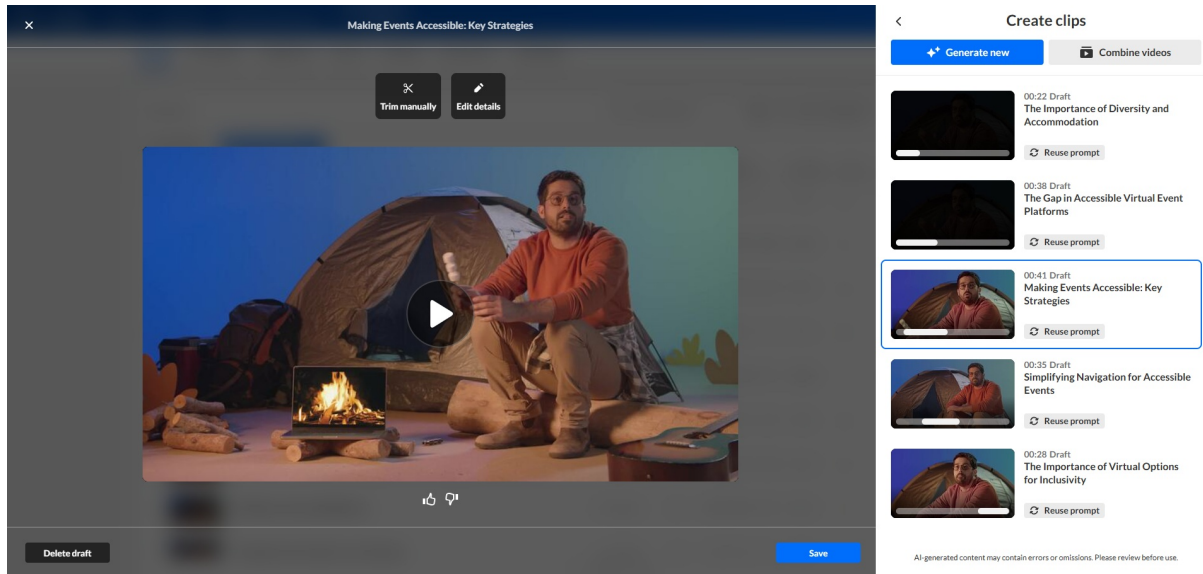 Making Events Accessible: Key Strategies
Trim manually
Edit details
Delete draft
Save
Create clips
Generate new
Combine videos
00:22 Draft
The Importance of Diversity and
Accommodation
Reuse prompt
00:38 Draft
The Gap in Accessible Virtual Event
Platforms
Reuse prompt
00:41 Draft
Making Events Accessible: Key
Strategies
Reuse prompt
00:35 Draft
Simplifying Navigation for Accessible
Events
Reuse prompt
00:28 Draft
The Importance of Virtual Options
for Inclusivity
Reuse prompt
AI-generated content may contain errors or omissions. Please review before use.